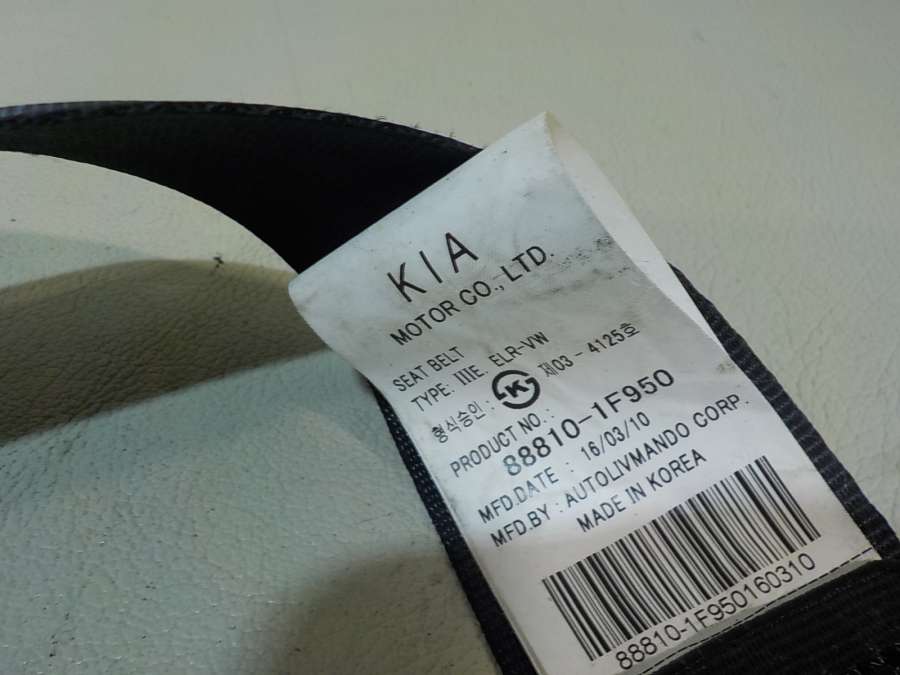 KIA
MOTOR CO., LTD.
SEAT BELT
TYPE: IIIE. ELR-VW
형식승인 : K 제03 - 4125호
PRODUCT NO.:
88810-1F950
MFD.DATE : 16/03/10
MFD.BY : AUTOLIVMANDO CORP.
MADE IN KOREA
88810-1F950160310